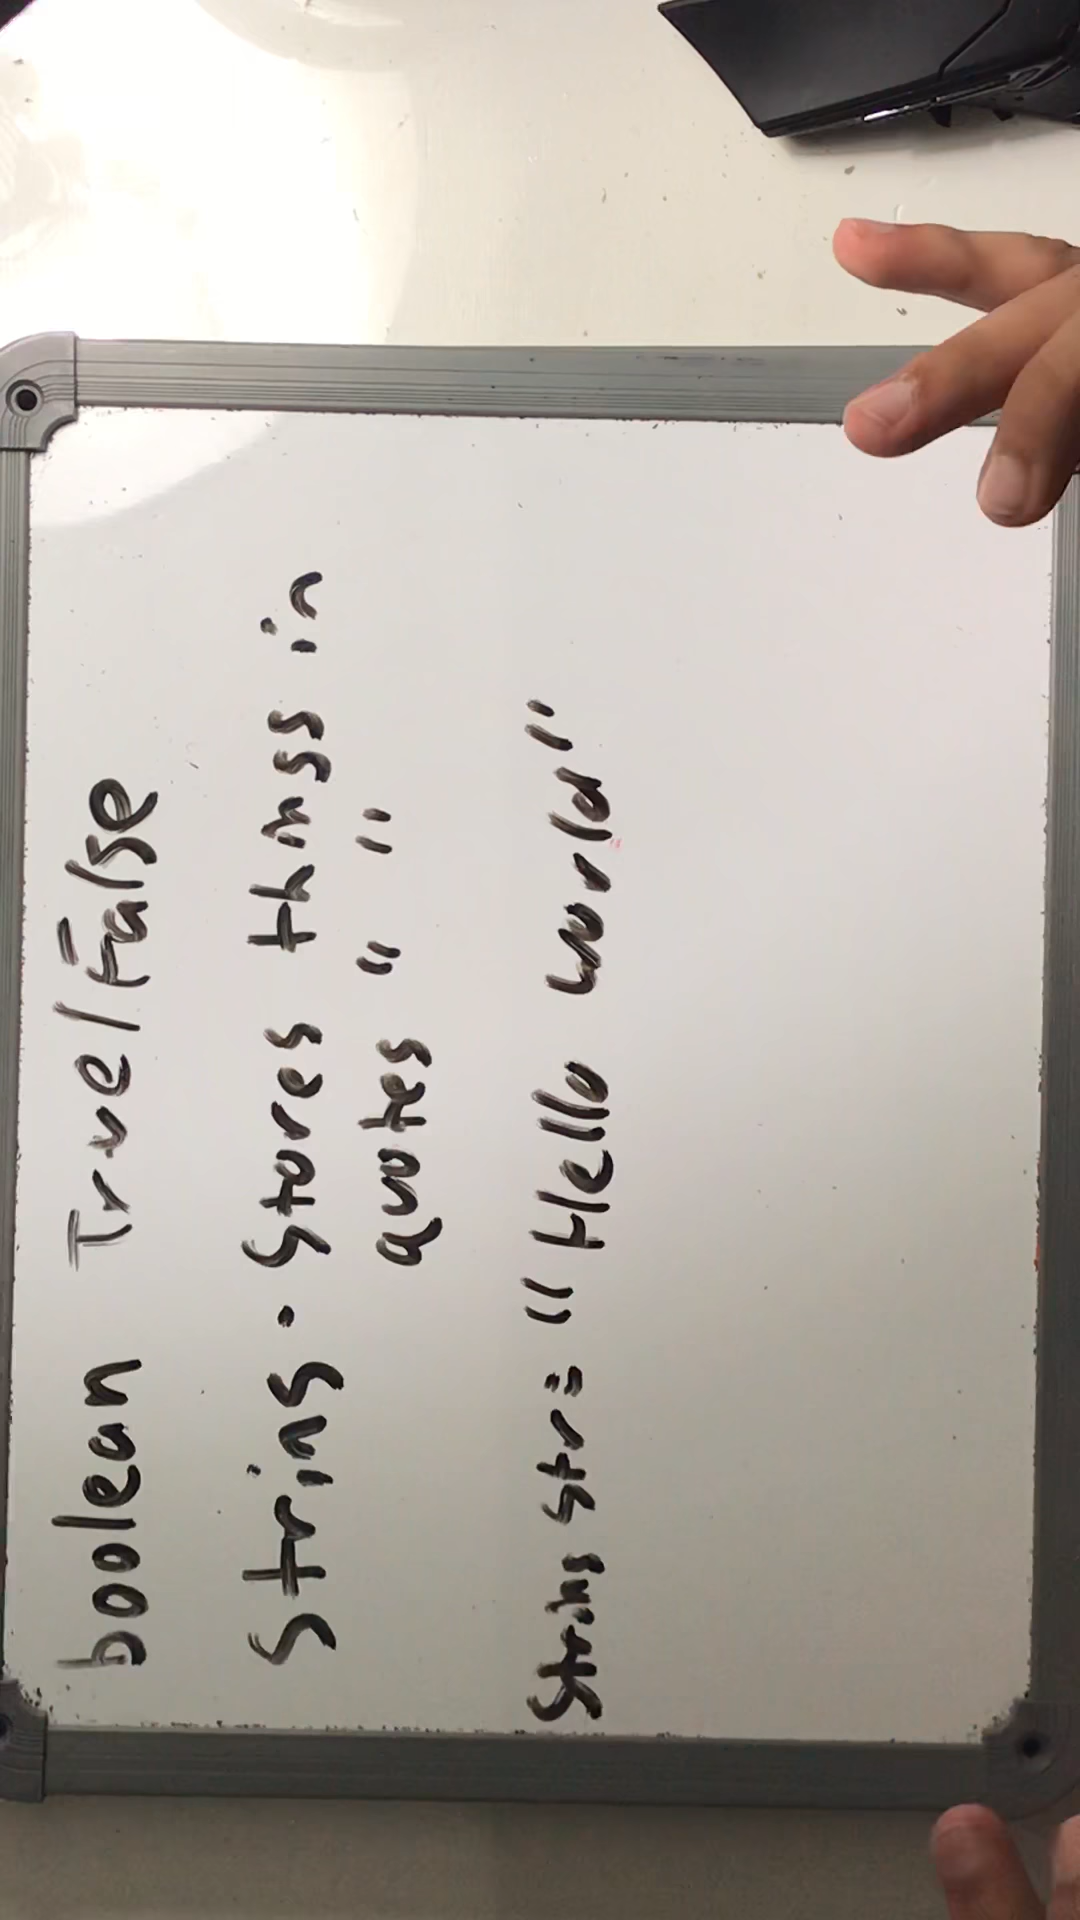 boolean True/False
String . Stores things in
quotes " "
String str = "Hello world"